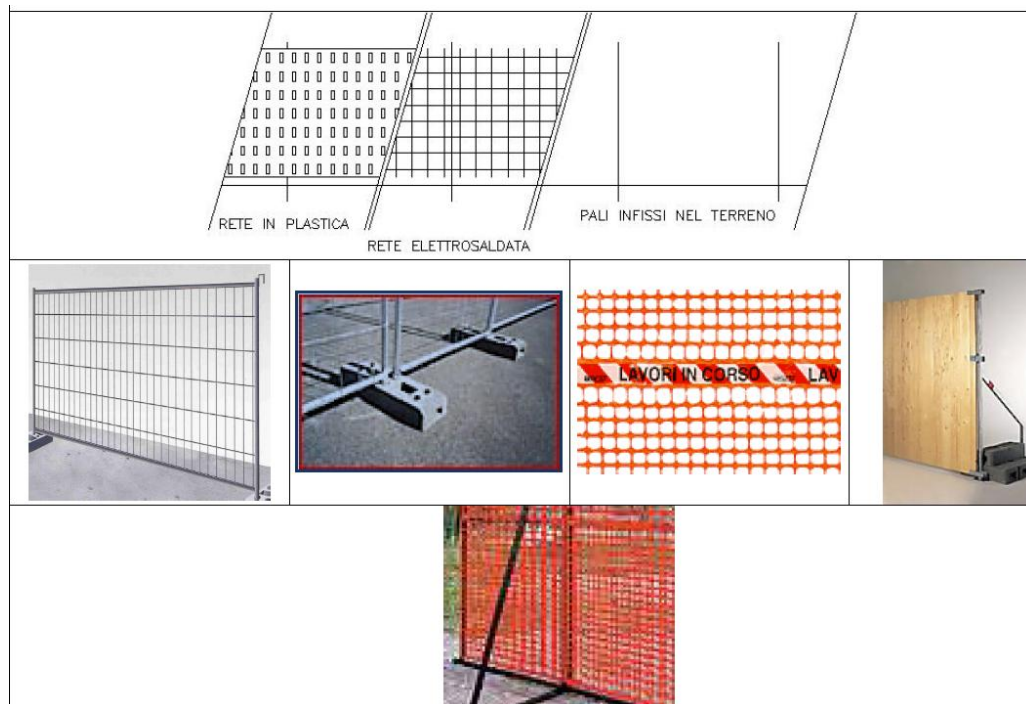 RETE IN PLASTICA
RETE ELETTROSALDATA
PALI INFISSI NEL TERRENO
LAVORI IN CORSO LAV